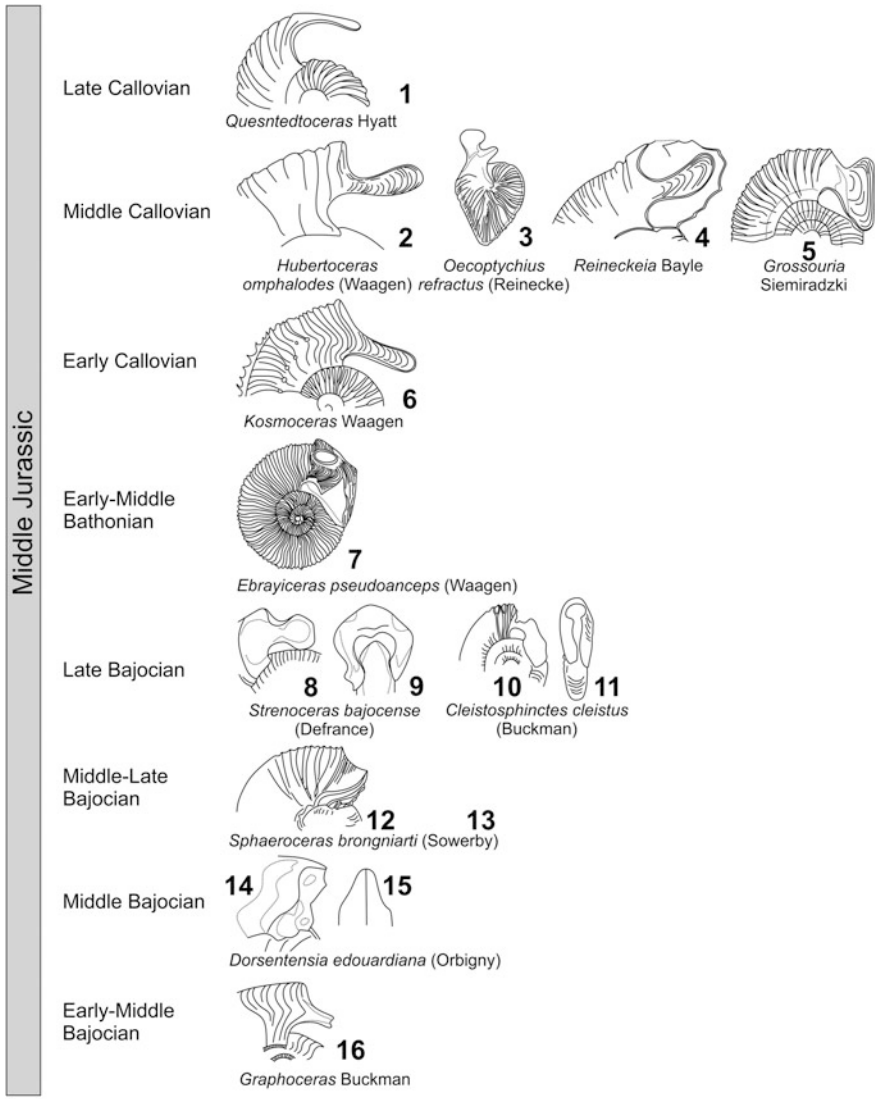 Middle Jurassic
Late Callovian
1
Quesntedtoceras Hyatt
Middle Callovian
2
3
4
5
Hubertoceras
omphalodes (Waagen)
Oecoptychius
refractus (Reinecke)
Reineckeia Bayle
Grossouria
Siemiradzki
Early Callovian
6
Kosmoceras Waagen
Early-Middle
Bathonian
7
Ebrayiceras pseudoanceps (Waagen)
Late Bajocian
8
9
10
11
Strenoceras bajocense
(Defrance)
Cleistosphinctes cleistus
(Buckman)
Middle-Late
Bajocian
12
13
Sphaeroceras brongniarti (Sowerby)
Middle Bajocian
14
15
Dorsentensia edouardiana (Orbigny)
Early-Middle
Bajocian
16
Graphoceras Buckman